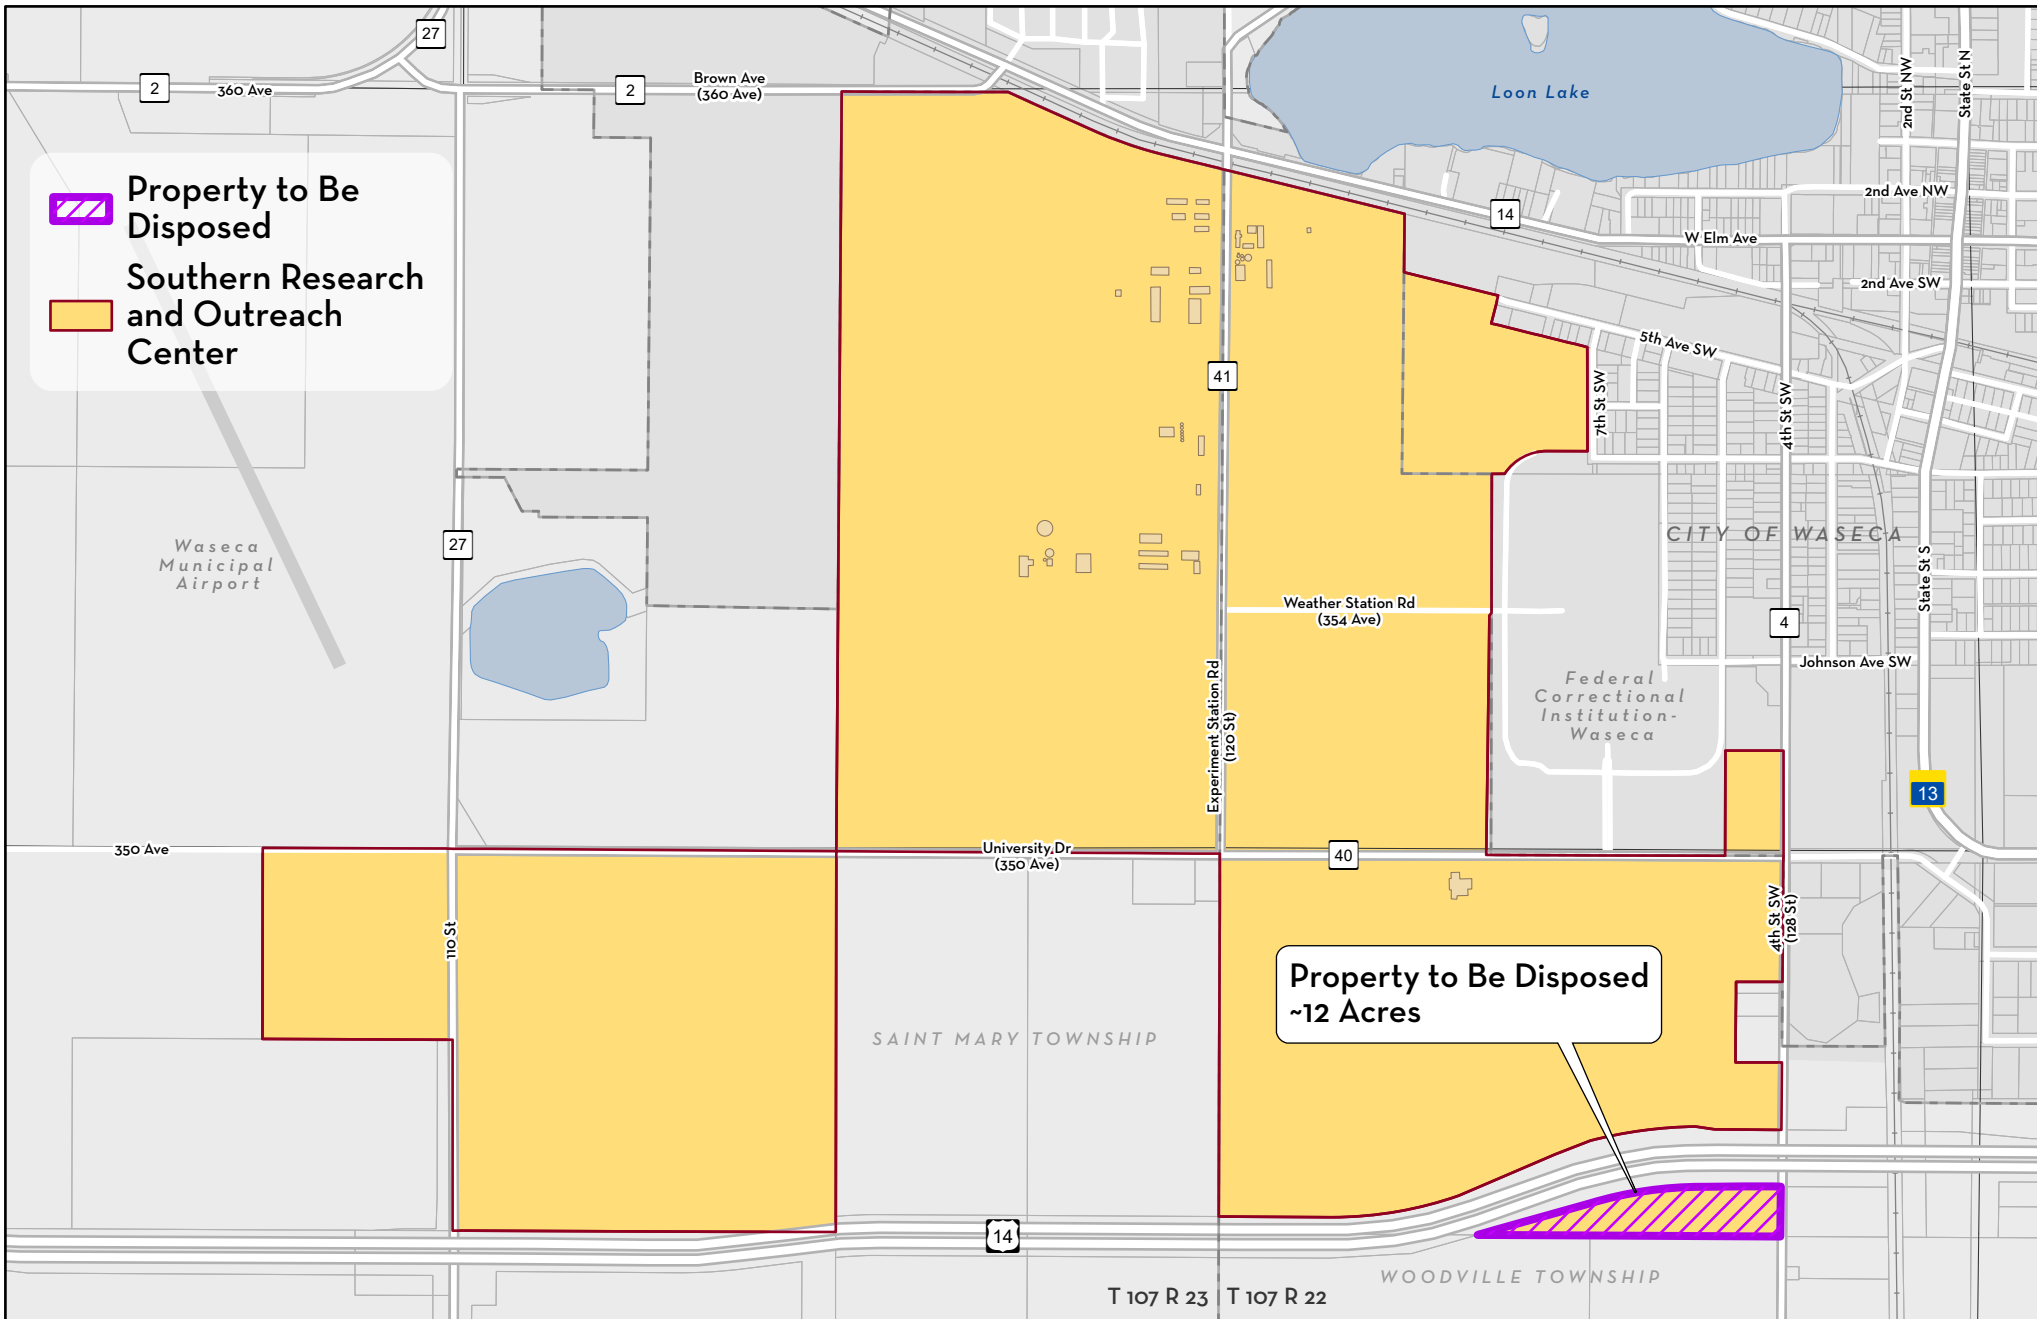 27
2
360 Ave
2
Brown Ave
(360 Ave)
Loon Lake
2nd St NW
State St N
Property to Be
Disposed
Southern Research
and Outreach
Center
2nd Ave NW
14
W Elm Ave
2nd Ave SW
5th Ave SW
41
7th St SW
4th St SW
Waseca
Municipal
Airport
27
CITY OF WASECA
State St S
Weather Station Rd
(354 Ave)
4
Johnson Ave SW
Experiment Station Rd
(120 St)
Federal
Correctional
Institution-
Waseca
13
350 Ave
University Dr
(350 Ave)
40
110 St
4th St SW
(128 St)
Property to Be Disposed
~12 Acres
SAINT MARY TOWNSHIP
14
WOODVILLE TOWNSHIP
T 107 R 23
T 107 R 22